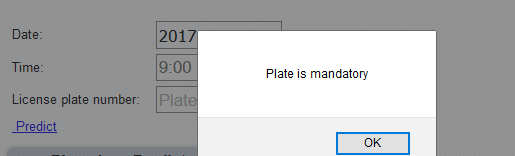 Date: 2017
Time: 9:00
License plate number: Plate
Predict
Plate is mandatory
OK